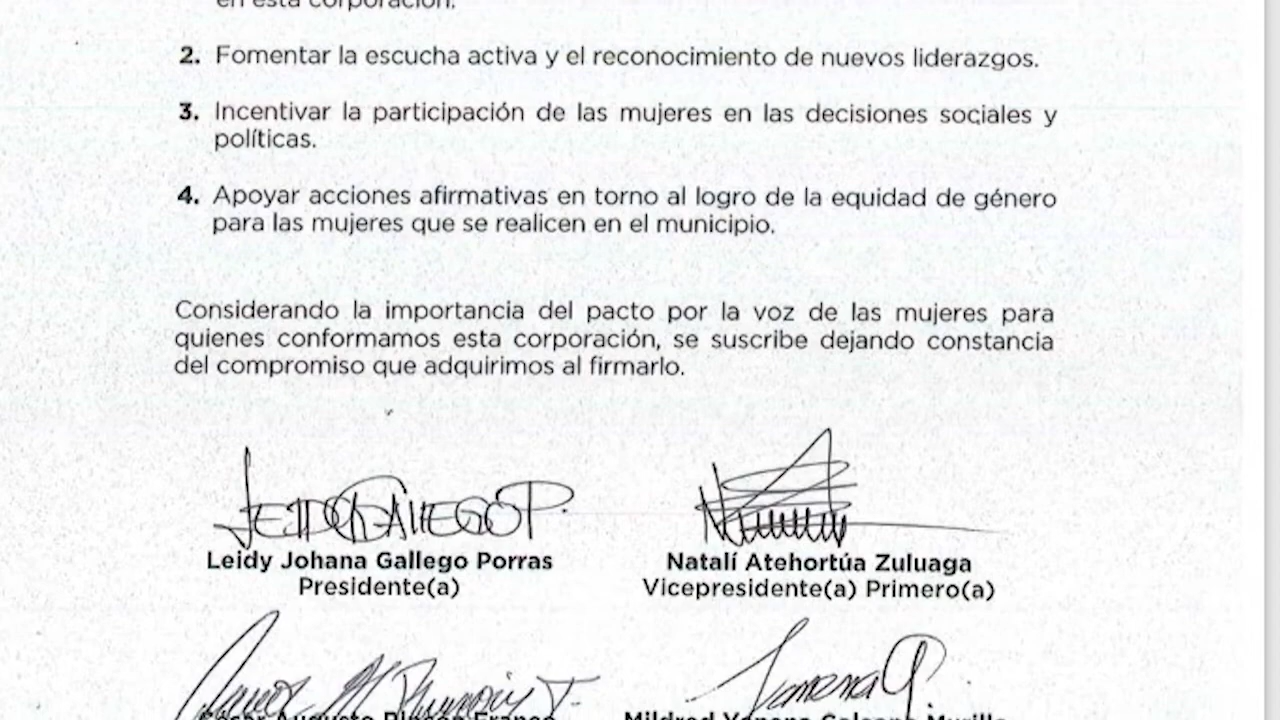 en esta corporación.
2. Fomentar la escucha activa y el reconocimiento de nuevos liderazgos.
3. Incentivar la participación de las mujeres en las decisiones sociales y
políticas.
4. Apoyar acciones afirmativas en torno al logro de la equidad de género
para las mujeres que se realicen en el municipio.
Considerando la importancia del pacto por la voz de las mujeres para
quienes conformamos esta corporación, se suscribe dejando constancia
del compromiso que adquirimos al firmarlo.
Leidy Johana Gallego Porras
Presidente(a)
Natalí Atehortúa Zuluaga
Vicepresidente(a) Primero(a)
César Augusto Rincón Franco